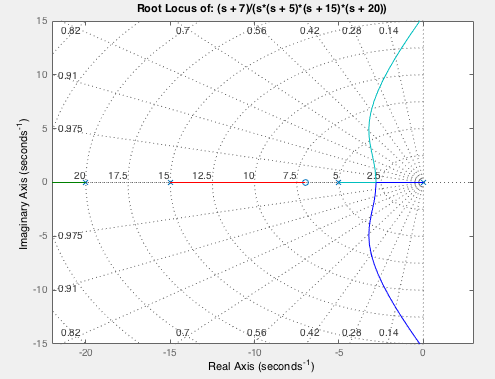 Root Locus of: (s + 7)/(s*(s + 5)*(s + 15)*(s + 20))
15
0.82 0.7 0.56 0.42 0.28 0.14
10
0.91
5
0.975
0
20 17.5 15 12.5 10 7.5 5 2.5
-5
0.975
-10
0.91
-15
0.82 0.7 0.56 0.42 0.28 0.14
-20 -15 -10 -5 0
Imaginary Axis (seconds⁻¹)
Real Axis (seconds⁻¹)